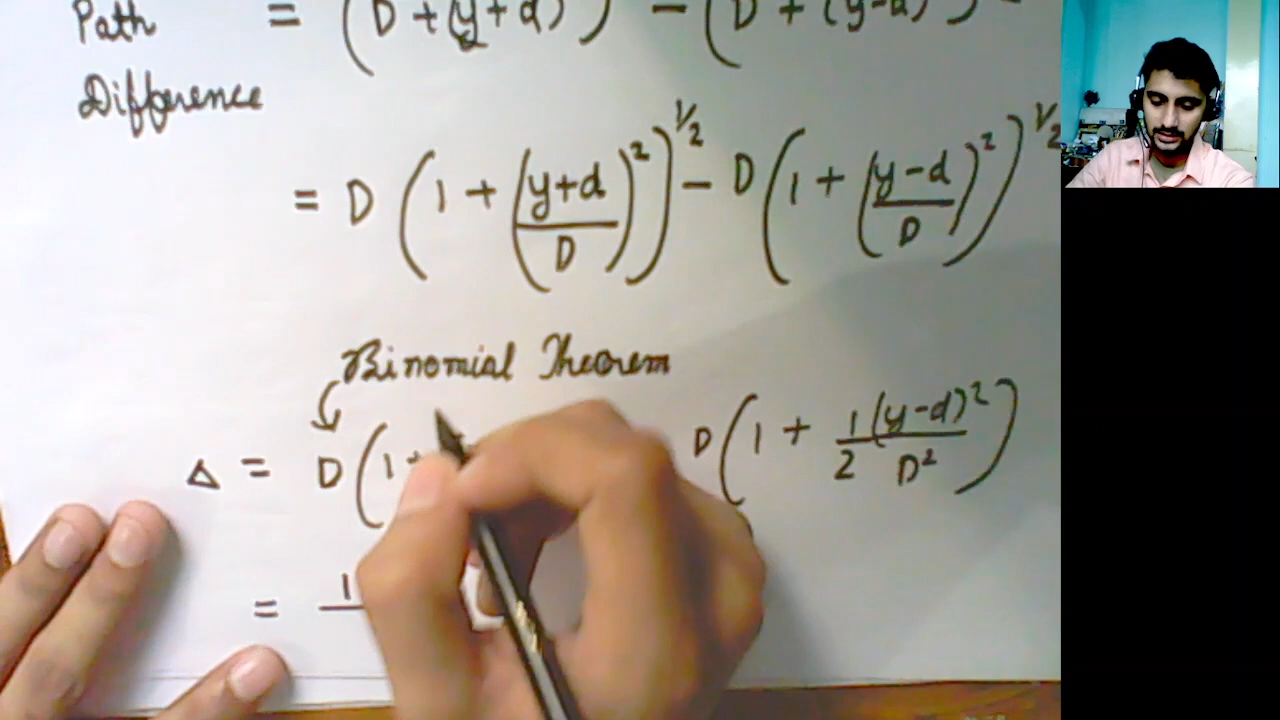 Path = (D + (y+d) ) - (D + (y-d) )
Difference
= D (1 + ((y+d)/D)²)^1/2 - D (1 + ((y-d)/D)²)^1/2
Binomial Theorem
Δ = D (1+ D (1 + 1/2 (y-d)²/D²)
= 1